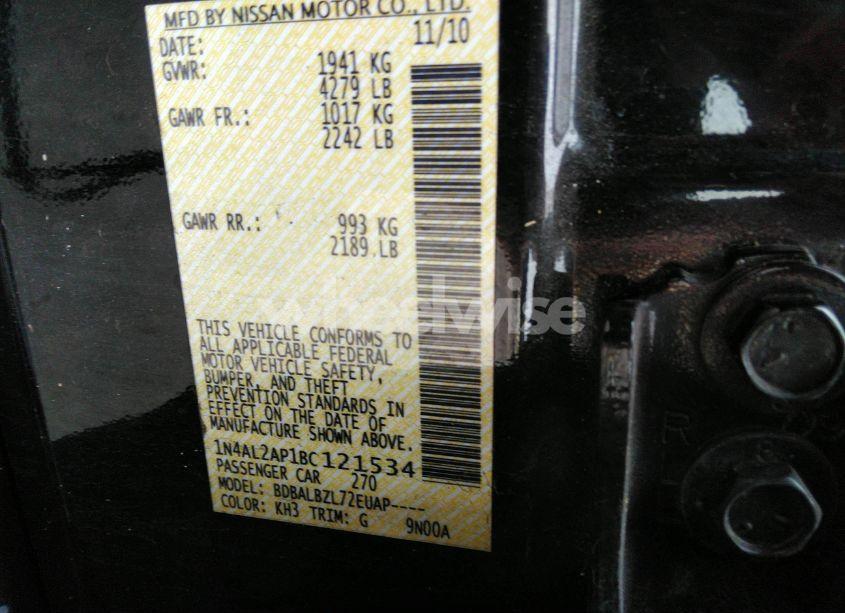 MFD BY NISSAN MOTOR CO., LTD.
DATE: 11/10
GVWR: 1941 KG
4279 LB
GAWR FR.: 1017 KG
2242 LB
GAWR RR.: 993 KG
2189 LB
wheelwise
THIS VEHICLE CONFORMS TO
ALL APPLICABLE FEDERAL
MOTOR VEHICLE SAFETY,
BUMPER, AND THEFT
PREVENTION STANDARDS IN
EFFECT ON THE DATE OF
MANUFACTURE SHOWN ABOVE.
1N4AL2AP1BC121534
PASSENGER CAR 270
MODEL: BDBALBZL72EUAP----
COLOR: KH3 TRIM: G 9N00A
R